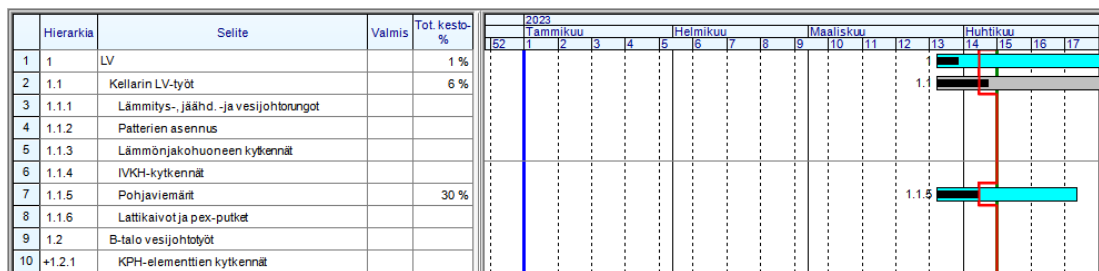 2023
Hierarkia Selite Valmis Tot. kesto-% Tammikuu Helmikuu Maaliskuu Huhtikuu
52 1 2 3 4 5 6 7 8 9 10 11 12 13 14 15 16 17
1 1 LV 1 % 1
2 1.1 Kellarin LV-työt 6 % 1.1
3 1.1.1 Lämmitys-, jäähd. -ja vesijohtorungot
4 1.1.2 Patterien asennus
5 1.1.3 Lämmönjakohuoneen kytkennät
6 1.1.4 IVKH-kytkennät
7 1.1.5 Pohjaviemärit 30 % 1.1.5
8 1.1.6 Lattikaivot ja pex-putket
9 1.2 B-talo vesijohtotyöt
10 +1.2.1 KPH-elementtien kytkennät